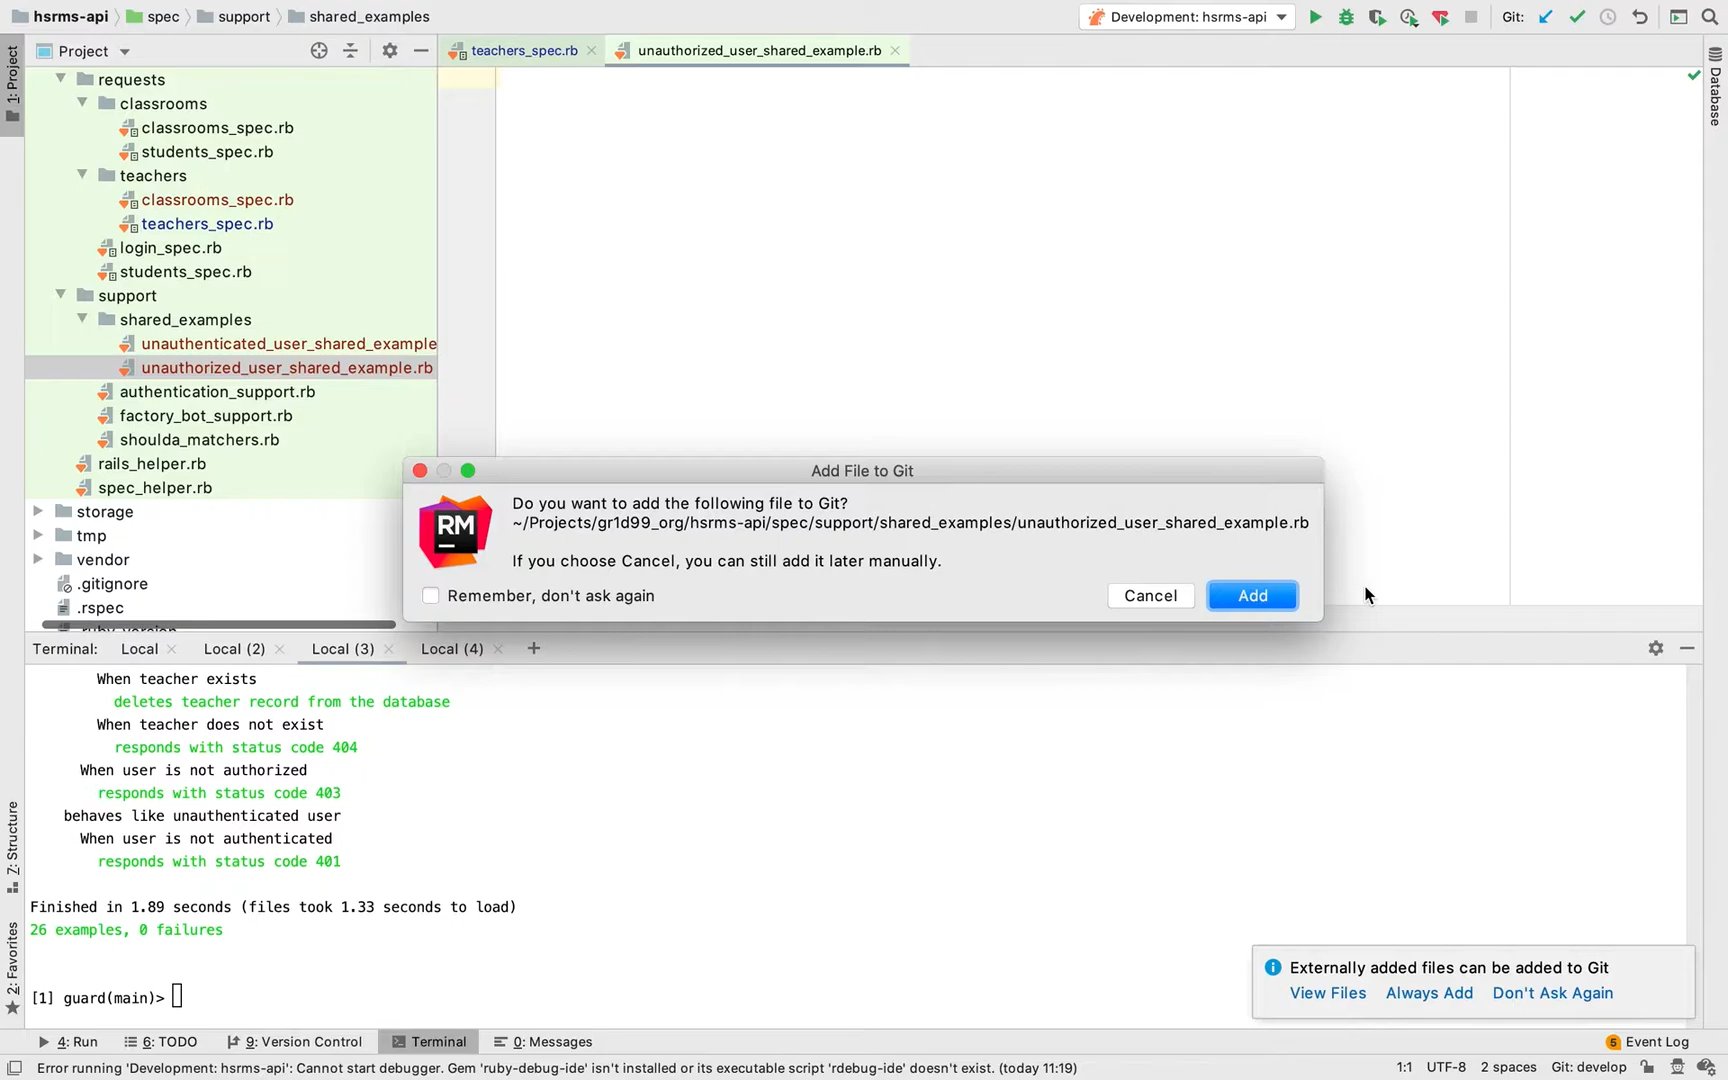 hsrms-api spec support shared_examples Development: hsrms-api Git:
1: Project
Project
teachers_spec.rb unauthorized_user_shared_example.rb
Database
requests
classrooms
classrooms_spec.rb
students_spec.rb
teachers
classrooms_spec.rb
teachers_spec.rb
login_spec.rb
students_spec.rb
support
shared_examples
unauthenticated_user_shared_example
unauthorized_user_shared_example.rb
authentication_support.rb
factory_bot_support.rb
shoulda_matchers.rb
rails_helper.rb
spec_helper.rb
storage
tmp
vendor
.gitignore
.rspec
.ruby_version
Add File to Git
RM
Do you want to add the following file to Git?
~/Projects/gr1d99_org/hsrms-api/spec/support/shared_examples/unauthorized_user_shared_example.rb
If you choose Cancel, you can still add it later manually.
Remember, don't ask again
Cancel Add
Terminal: Local Local (2) Local (3) Local (4) +
When teacher exists
deletes teacher record from the database
When teacher does not exist
responds with status code 404
When user is not authorized
responds with status code 403
behaves like unauthenticated user
When user is not authenticated
responds with status code 401
Finished in 1.89 seconds (files took 1.33 seconds to load)
26 examples, 0 failures
[1] guard(main)>
Z: Structure
2: Favorites
Externally added files can be added to Git
View Files Always Add Don't Ask Again
4: Run 6: TODO 9: Version Control Terminal 0: Messages 5 Event Log
Error running 'Development: hsrms-api': Cannot start debugger. Gem 'ruby-debug-ide' isn't installed or its executable script 'rdebug-ide' doesn't exist. (today 11:19) 1:1 UTF-8 2 spaces Git: develop